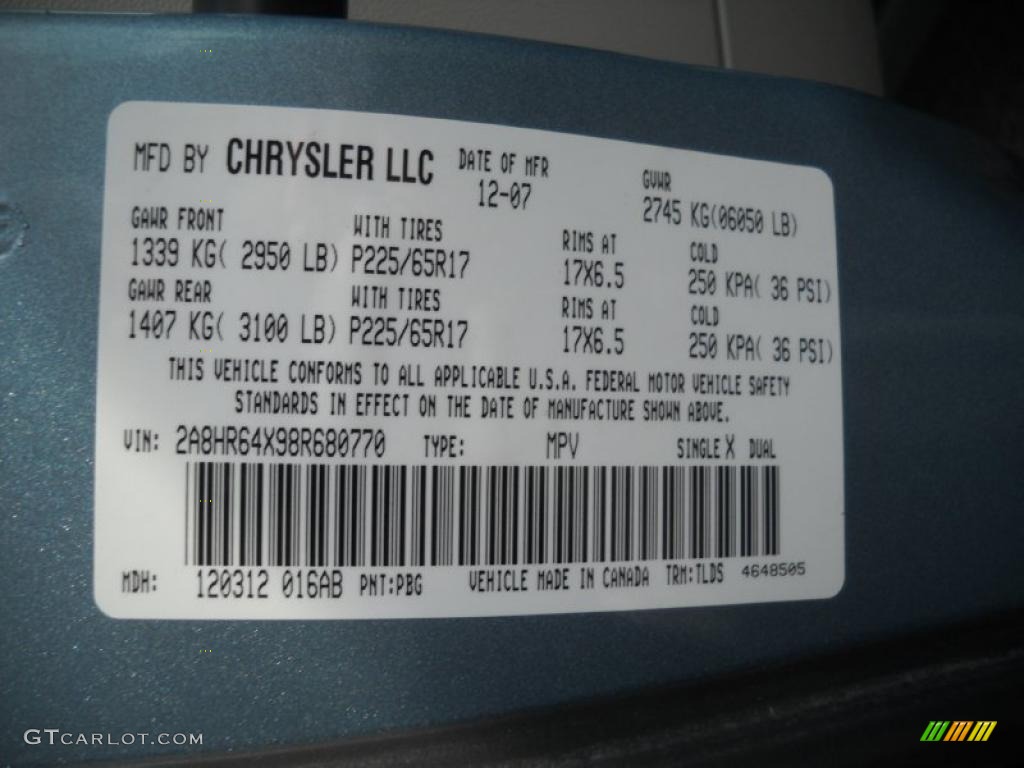 MFD BY CHRYSLER LLC DATE OF MFR GVWR
12-07 2745 KG(06050 LB)
GAWR FRONT WITH TIRES RIMS AT COLD
1339 KG( 2950 LB) P225/65R17 17X6.5 250 KPA( 36 PSI)
GAWR REAR WITH TIRES RIMS AT COLD
1407 KG( 3100 LB) P225/65R17 17X6.5 250 KPA( 36 PSI)
THIS VEHICLE CONFORMS TO ALL APPLICABLE U.S.A. FEDERAL MOTOR VEHICLE SAFETY
STANDARDS IN EFFECT ON THE DATE OF MANUFACTURE SHOWN ABOVE.
VIN: 2A8HR64X98R680770 TYPE: MPV SINGLE X DUAL
MDH: 120312 016AB PNT:PBG VEHICLE MADE IN CANADA TRM:TLDS 4648505
GTCARLOT.COM